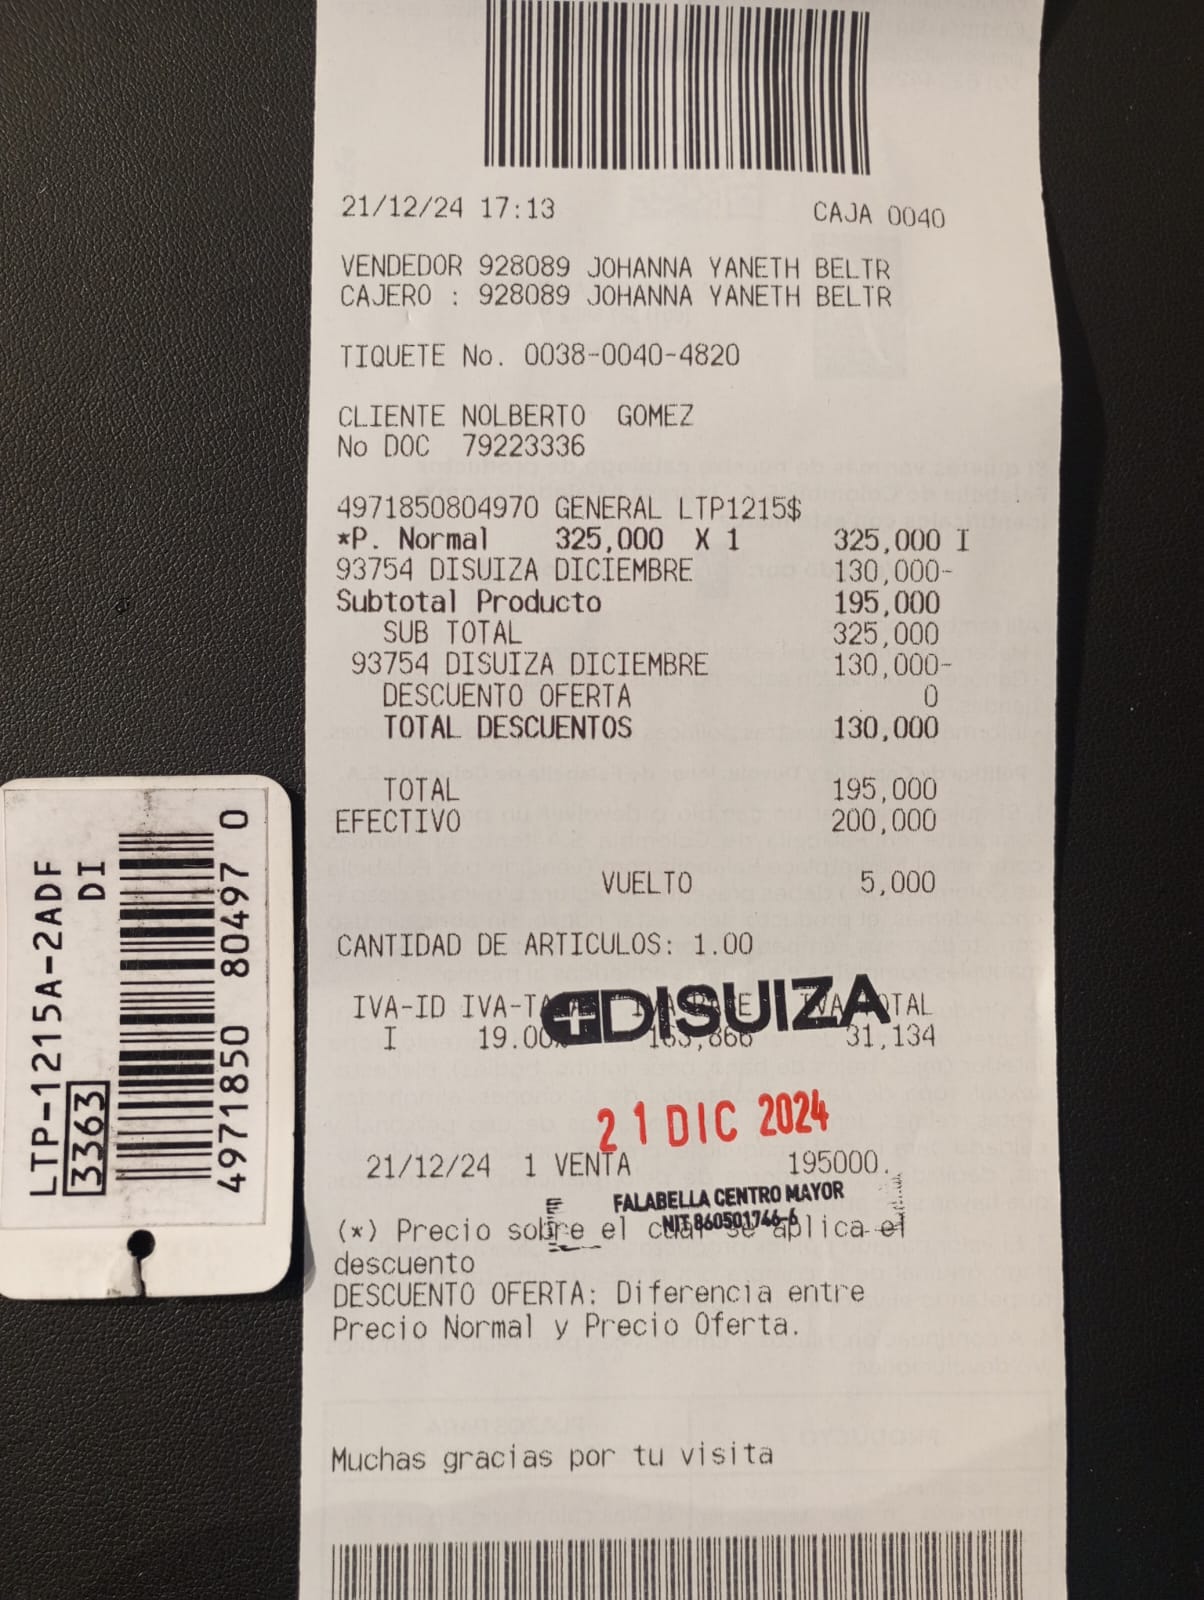 21/12/24 17:13 CAJA 0040
VENDEDOR 928089 JOHANNA YANETH BELTR
CAJERO : 928089 JOHANNA YANETH BELTR
TIQUETE No. 0038-0040-4820
CLIENTE NOLBERTO GOMEZ
No DOC 79223336
4971850804970 GENERAL LTP1215$
*P. Normal 325,000 X 1 325,000 I
93754 DISUIZA DICIEMBRE 130,000-
Subtotal Producto 195,000
SUB TOTAL 325,000
93754 DISUIZA DICIEMBRE 130,000-
DESCUENTO OFERTA 0
TOTAL DESCUENTOS 130,000
TOTAL 195,000
EFECTIVO 200,000
VUELTO 5,000
CANTIDAD DE ARTICULOS: 1.00
IVA-ID
DISUIZA
I 19.00% 163,866 31,134
21 DIC 2024
21/12/24 1 VENTA 195000.
FALABELLA CENTRO MAYOR
NIT 860501746-6
(*) Precio sobre el cual se aplica el
descuento
DESCUENTO OFERTA: Diferencia entre
Precio Normal y Precio Oferta.
Muchas gracias por tu visita
LTP-1215A-2ADF
3363 DI
4971850 80497 0